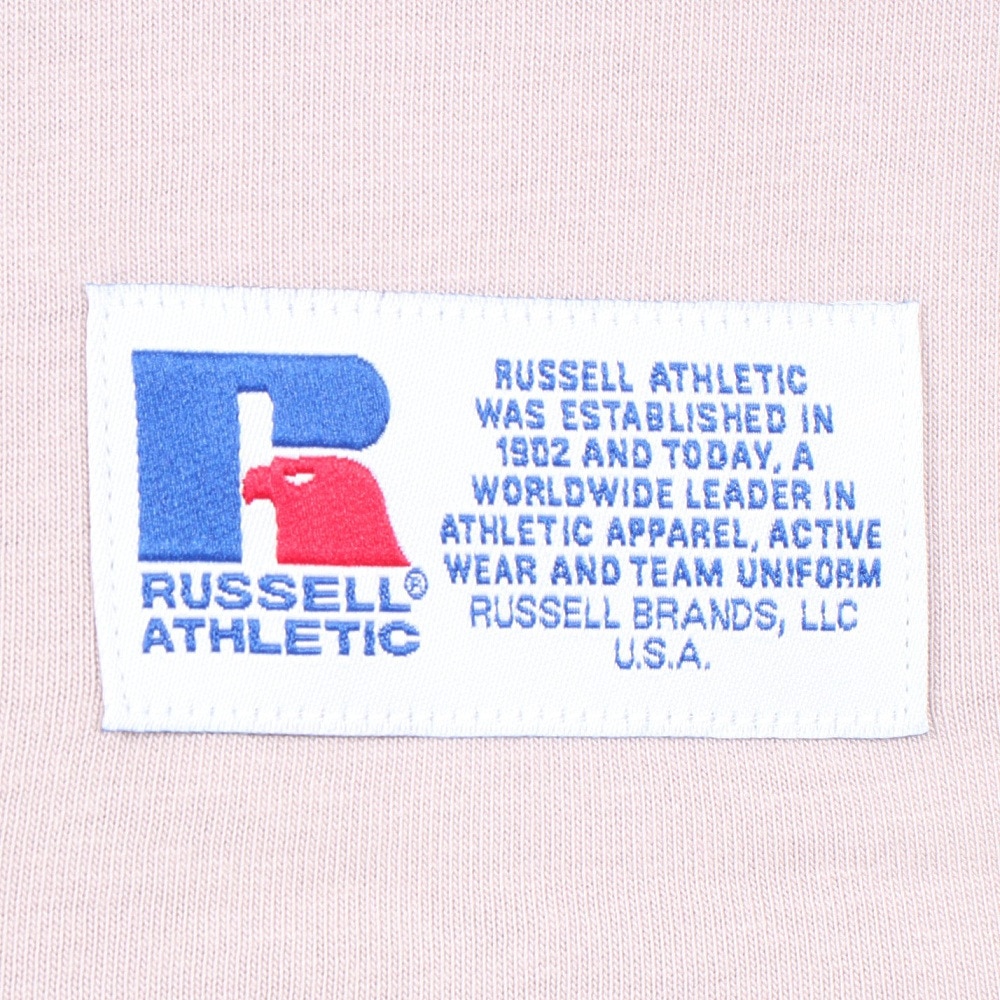 RUSSELL®
ATHLETIC
RUSSELL ATHLETIC
WAS ESTABLISHED IN
1902 AND TODAY, A
WORLDWIDE LEADER IN
ATHLETIC APPAREL, ACTIVE
WEAR AND TEAM UNIFORM
RUSSELL BRANDS, LLC
U.S.A.